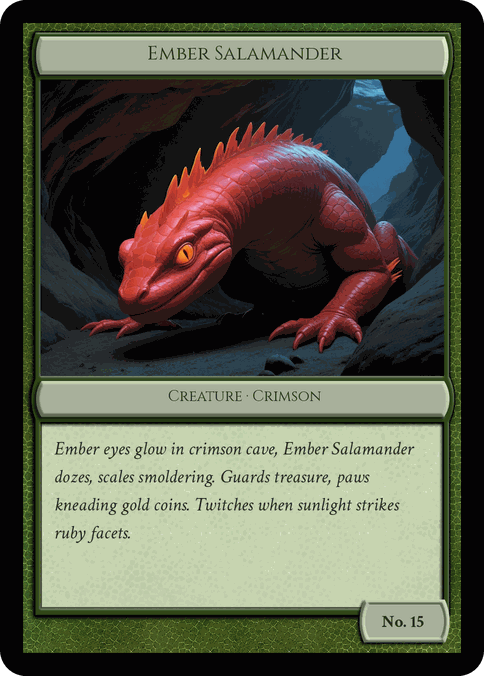 Ember Salamander
Creature · Crimson
Ember eyes glow in crimson cave, Ember Salamander
dozes, scales smoldering. Guards treasure, paws
kneading gold coins. Twitches when sunlight strikes
ruby facets.
No. 15